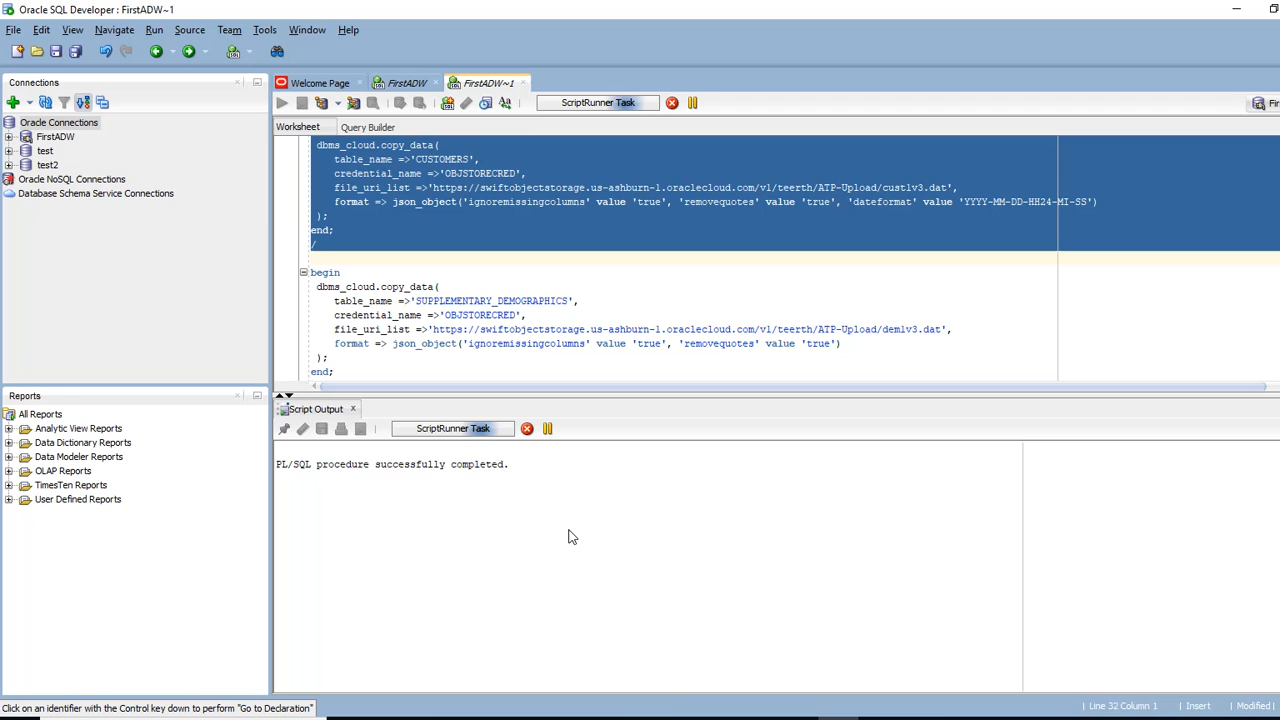 Oracle SQL Developer : FirstADW~1
File Edit View Navigate Run Source Team Tools Window Help
Connections
Oracle Connections
FirstADW
test
test2
Oracle NoSQL Connections
Database Schema Service Connections
Reports
All Reports
Analytic View Reports
Data Dictionary Reports
Data Modeler Reports
OLAP Reports
TimesTen Reports
User Defined Reports
Welcome Page
FirstADW
FirstADW~1
ScriptRunner Task
Worksheet Query Builder
dbms_cloud.copy_data(
table_name =>'CUSTOMERS',
credential_name =>'OBJSTORECRED',
file_uri_list =>'https://swiftobjectstorage.us-ashburn-1.oraclecloud.com/v1/teerth/ATP-Upload/custlv3.dat',
format => json_object('ignoremissingcolumns' value 'true', 'removequotes' value 'true', 'dateformat' value 'YYYY-MM-DD-HH24-MI-SS')
);
end;
/
begin
dbms_cloud.copy_data(
table_name =>'SUPPLEMENTARY_DEMOGRAPHICS',
credential_name =>'OBJSTORECRED',
file_uri_list =>'https://swiftobjectstorage.us-ashburn-1.oraclecloud.com/v1/teerth/ATP-Upload/demlv3.dat',
format => json_object('ignoremissingcolumns' value 'true', 'removequotes' value 'true')
);
end;
Script Output
ScriptRunner Task
PL/SQL procedure successfully completed.
Click on an identifier with the Control key down to perform "Go to Declaration"
Line 32 Column 1
Insert
Modified